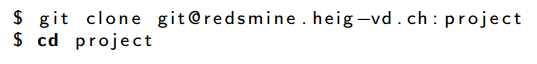 $ git clone git@redsmine.heig-vd.ch:project
$ cd project